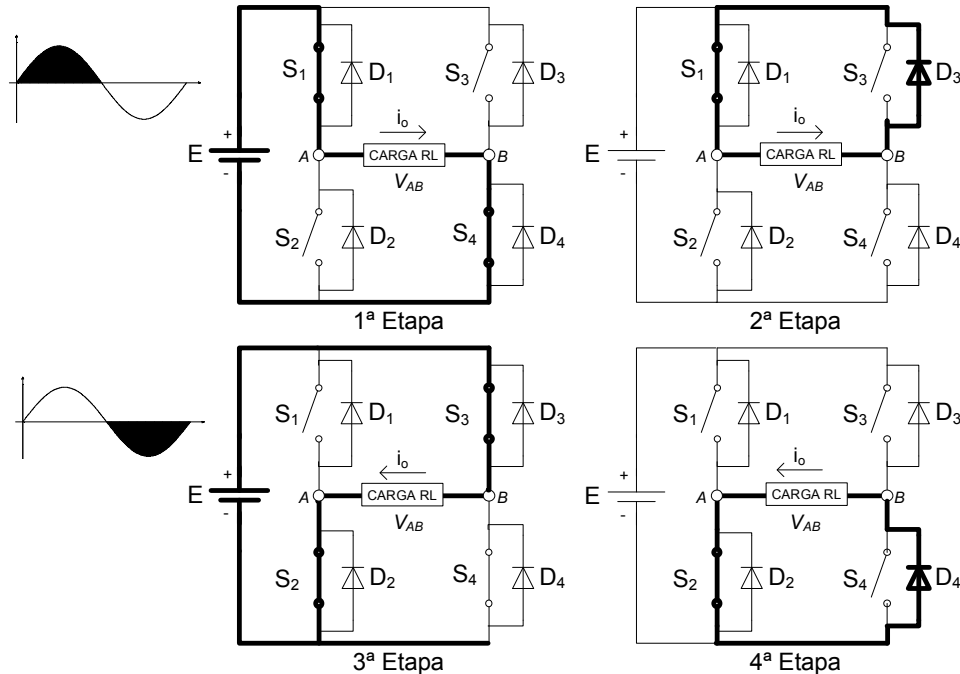 S1 D1 S3 D3
io
+
E A CARGA RL B
-
VAB
S2 D2 S4 D4
1ª Etapa
S1 D1 S3 D3
io
+
E A CARGA RL B
-
VAB
S2 D2 S4 D4
2ª Etapa
S1 D1 S3 D3
io
+
E A CARGA RL B
-
VAB
S2 D2 S4 D4
3ª Etapa
S1 D1 S3 D3
io
+
E A CARGA RL B
-
VAB
S2 D2 S4 D4
4ª Etapa